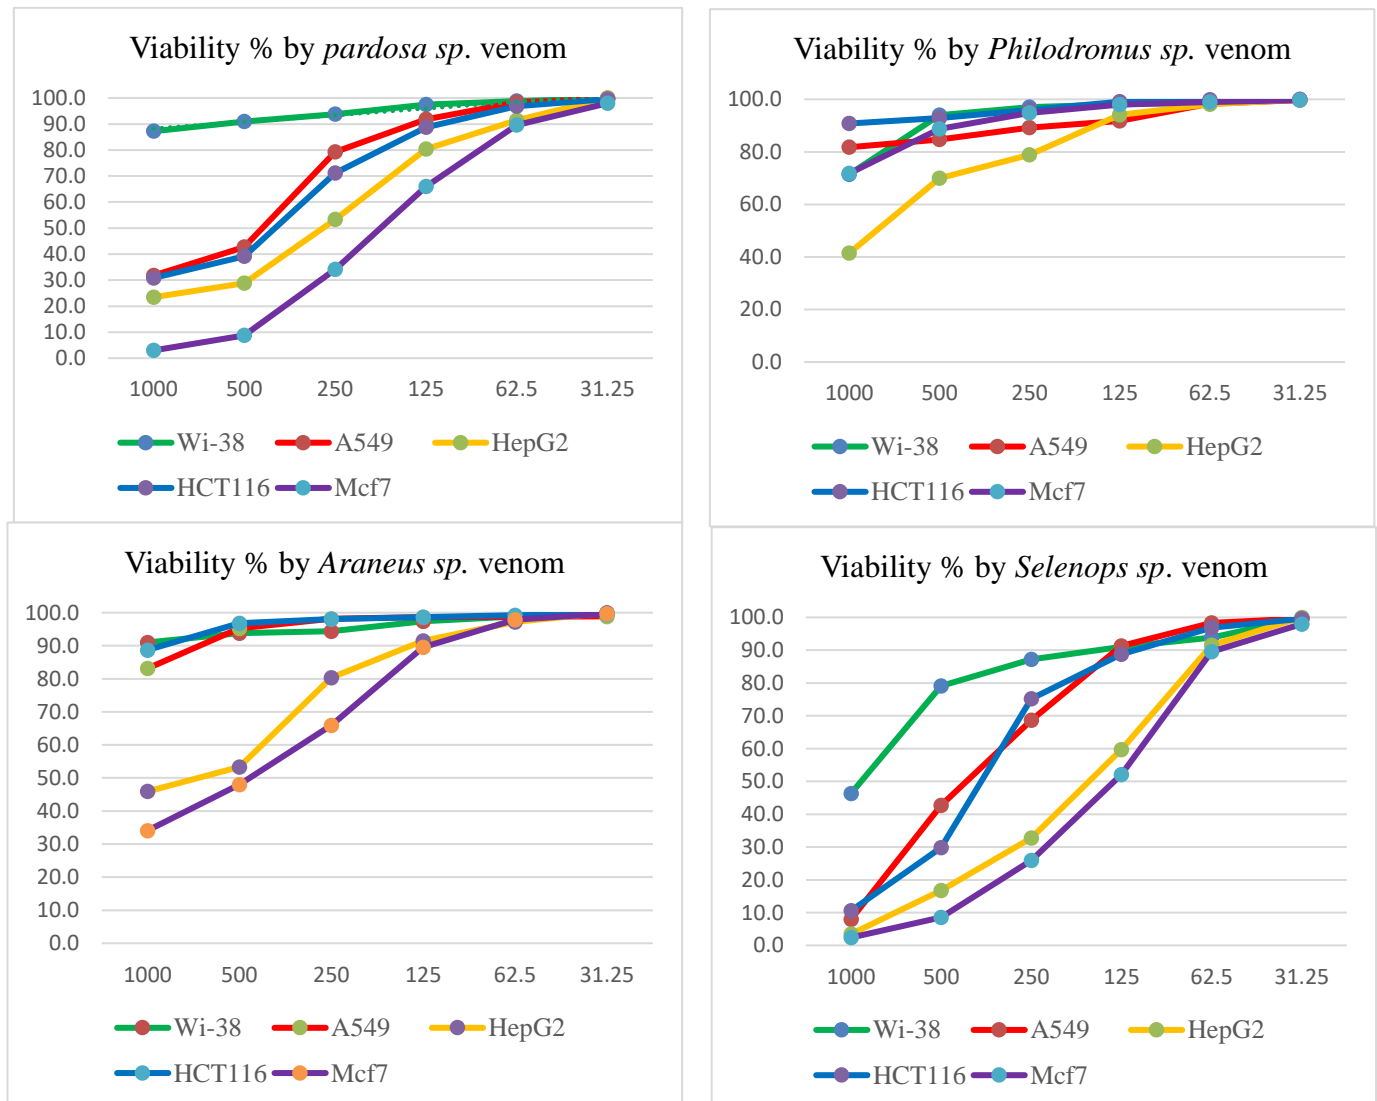 Viability % by pardosa sp. venom
100.0
90.0
80.0
70.0
60.0
50.0
40.0
30.0
20.0
10.0
0.0
1000 500 250 125 62.5 31.25
Wi-38 A549 HepG2
HCT116 Mcf7
Viability % by Philodromus sp. venom
100.0
80.0
60.0
40.0
20.0
0.0
1000 500 250 125 62.5 31.25
Wi-38 A549 HepG2
HCT116 Mcf7
Viability % by Araneus sp. venom
100.0
90.0
80.0
70.0
60.0
50.0
40.0
30.0
20.0
10.0
0.0
1000 500 250 125 62.5 31.25
Wi-38 A549 HepG2
HCT116 Mcf7
Viability % by Selenops sp. venom
100.0
90.0
80.0
70.0
60.0
50.0
40.0
30.0
20.0
10.0
0.0
1000 500 250 125 62.5 31.25
Wi-38 A549 HepG2
HCT116 Mcf7